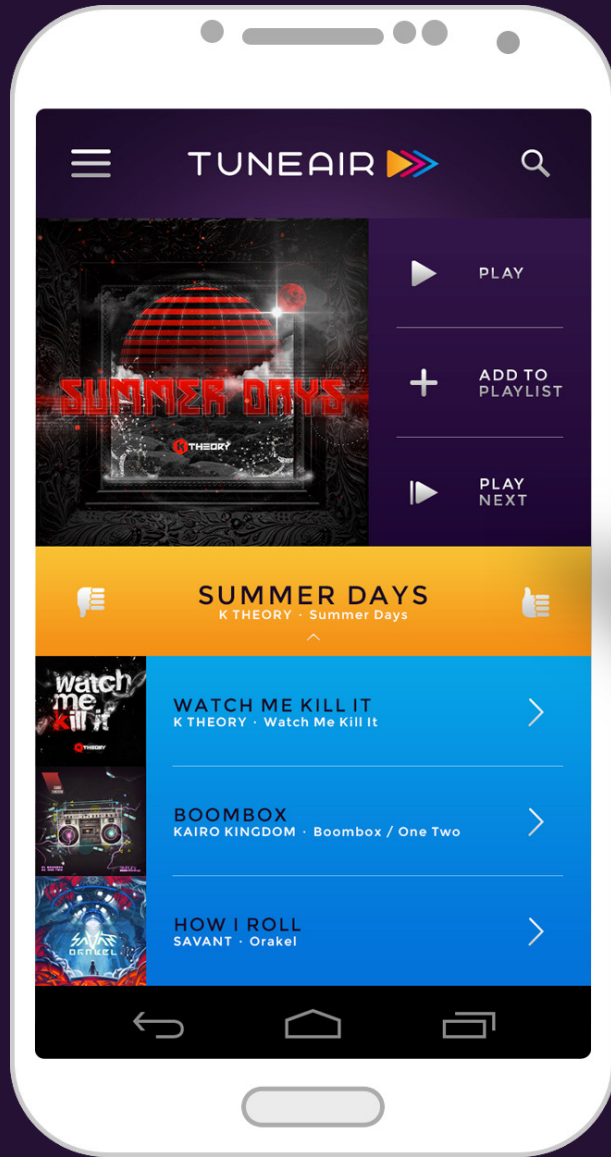 TUNEAIR
SUMMER DAYS
K THEORY
PLAY
ADD TO
PLAYLIST
PLAY
NEXT
SUMMER DAYS
K THEORY · Summer Days
watch
me
kill it
K THEORY
WATCH ME KILL IT
K THEORY · Watch Me Kill It
BOOMBOX
KAIRO KINGDOM · Boombox / One Two
SAVANT
ORAKEL
HOW I ROLL
SAVANT · Orakel